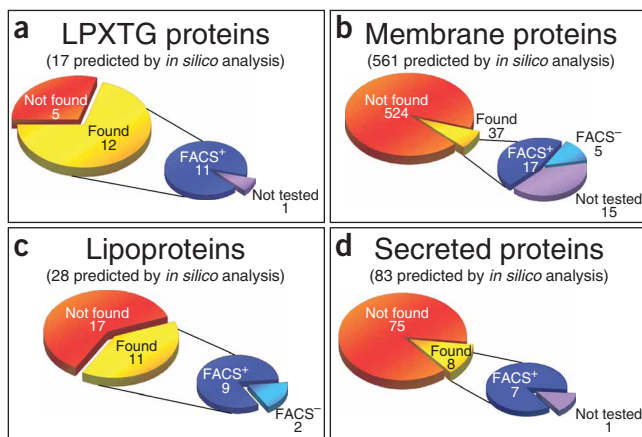 a
LPXTG proteins
(17 predicted by in silico analysis)
Not found
5
Found
12
FACS+
11
Not tested
1
b
Membrane proteins
(561 predicted by in silico analysis)
Not found
524
Found
37
FACS+
17
FACS−
5
Not tested
15
c
Lipoproteins
(28 predicted by in silico analysis)
Not found
17
Found
11
FACS+
9
FACS−
2
d
Secreted proteins
(83 predicted by in silico analysis)
Not found
75
Found
8
FACS+
7
Not tested
1